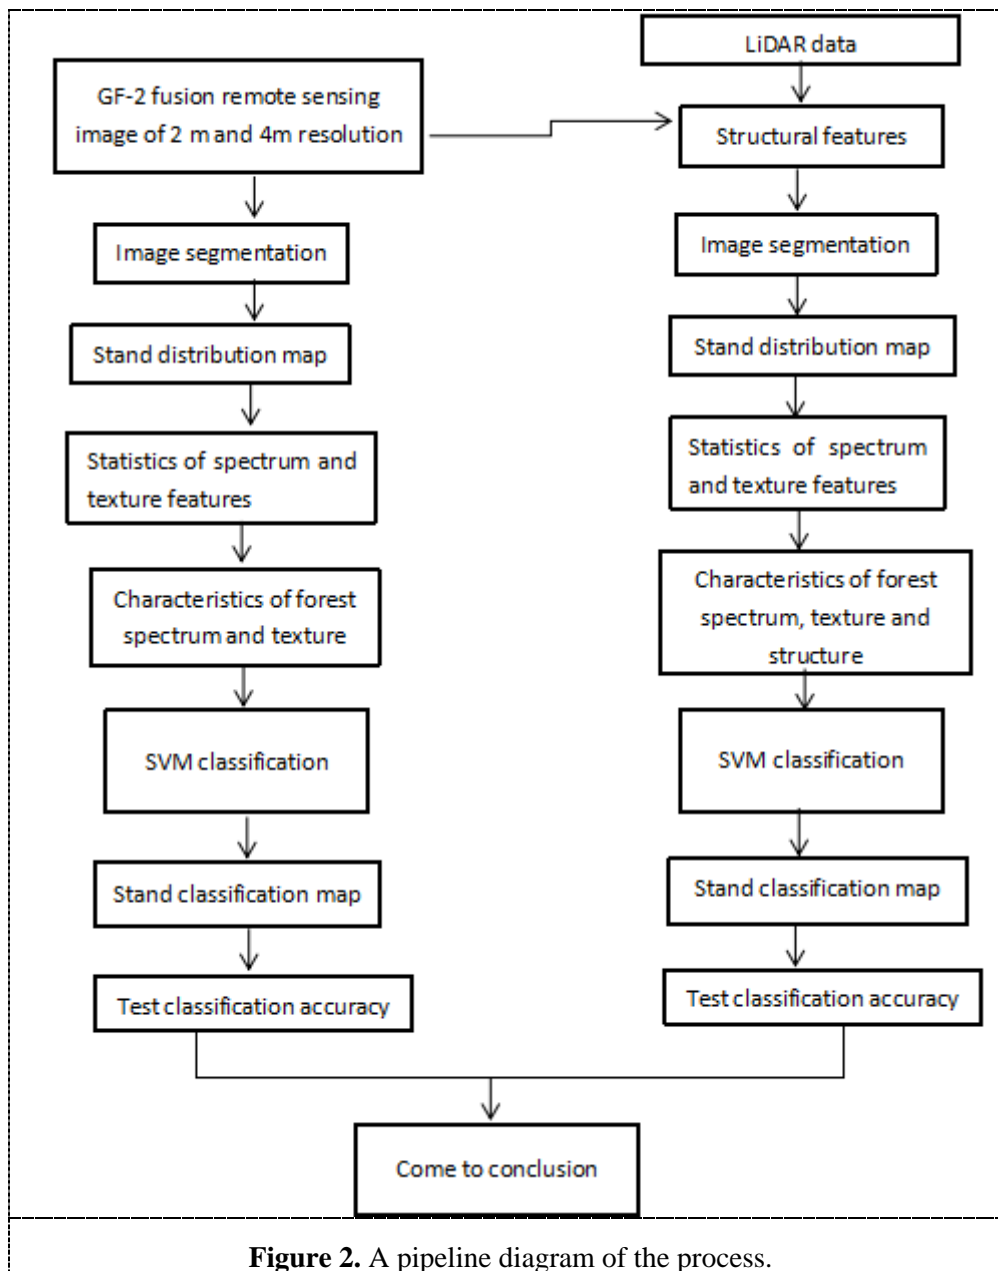 LiDAR data
GF-2 fusion remote sensing
image of 2 m and 4m resolution
Structural features
Image segmentation
Image segmentation
Stand distribution map
Stand distribution map
Statistics of spectrum and
texture features
Statistics of spectrum
and texture features
Characteristics of forest
spectrum and texture
Characteristics of forest
spectrum, texture and
structure
SVM classification
SVM classification
Stand classification map
Stand classification map
Test classification accuracy
Test classification accuracy
Come to conclusion
Figure 2. A pipeline diagram of the process.